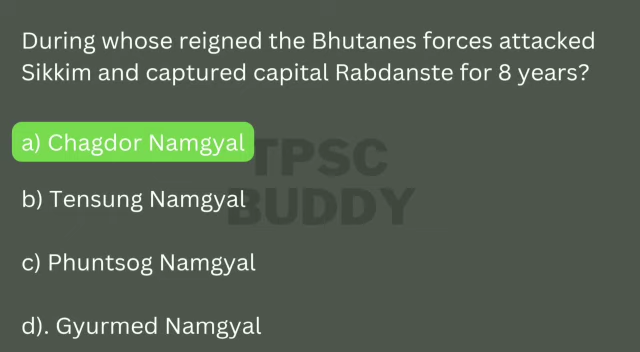 During whose reigned the Bhutanes forces attacked
Sikkim and captured capital Rabdanste for 8 years?
a) Chagdor Namgyal
TPSC
b) Tensung Namgyal
BUDDY
c) Phuntsog Namgyal
d). Gyurmed Namgyal